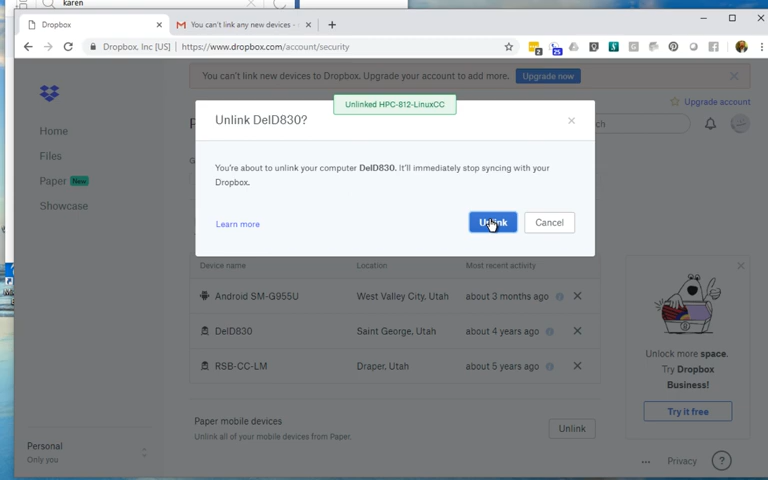 karen
Dropbox
You can't link any new devices -
Dropbox, Inc [US] | https://www.dropbox.com/account/security
You can't link new devices to Dropbox. Upgrade your account to add more. Upgrade now
Unlinked HPC-812-LinuxCC
Upgrade account
Unlink DelD830?
You're about to unlink your computer DelD830. It'll immediately stop syncing with your
Dropbox.
Learn more
Unlink
Cancel
Home
Files
Paper New
Showcase
Device name Location Most recent activity
Android SM-G955U West Valley City, Utah about 3 months ago
DelD830 Saint George, Utah about 4 years ago
RSB-CC-LM Draper, Utah about 5 years ago
Unlock more space.
Try Dropbox
Business!
Try it free
Paper mobile devices
Unlink all of your mobile devices from Paper.
Unlink
Personal
Only you
Privacy
?